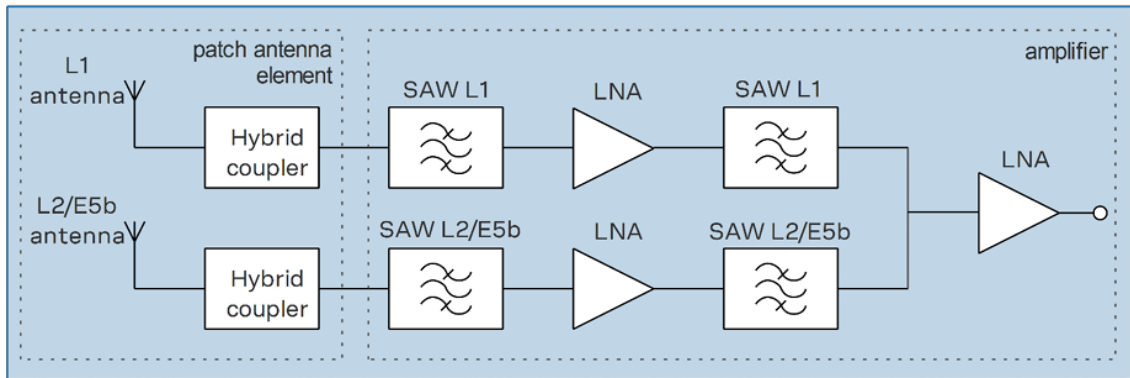 patch antenna
element
amplifier
L1
antenna
Hybrid
coupler
SAW L1
LNA
SAW L1
LNA
L2/E5b
antenna
Hybrid
coupler
SAW L2/E5b
LNA
SAW L2/E5b